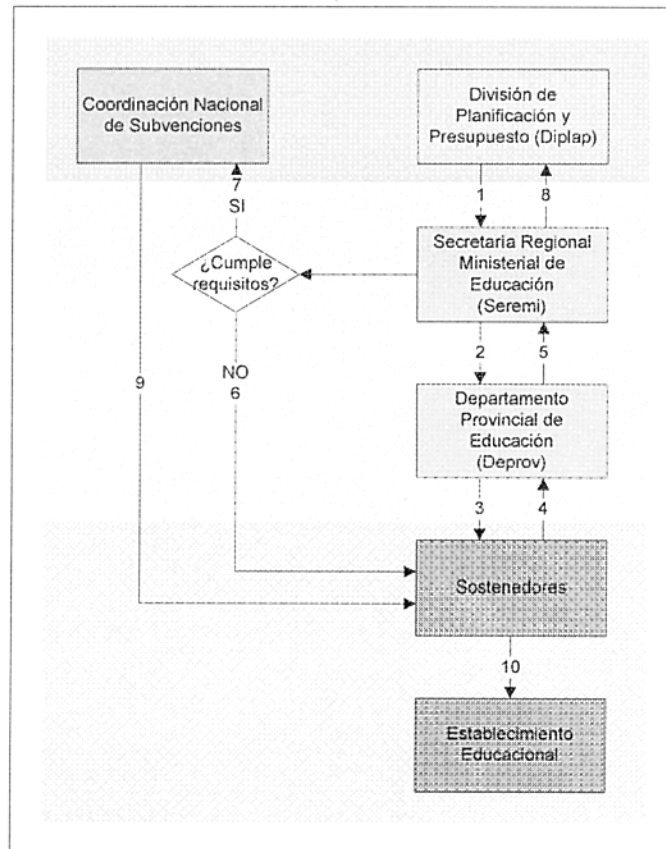 Coordinación Nacional
de Subvenciones
División de
Planificación y
Presupuesto (Diplap)
7
SI
1
8
¿Cumple
requisitos?
Secretaría Regional
Ministerial de
Educación
(Seremi)
2
5
NO
6
9
Departamento
Provincial de
Educación
(Deprov)
3
4
Sostenedores
10
Establecimiento
Educacional